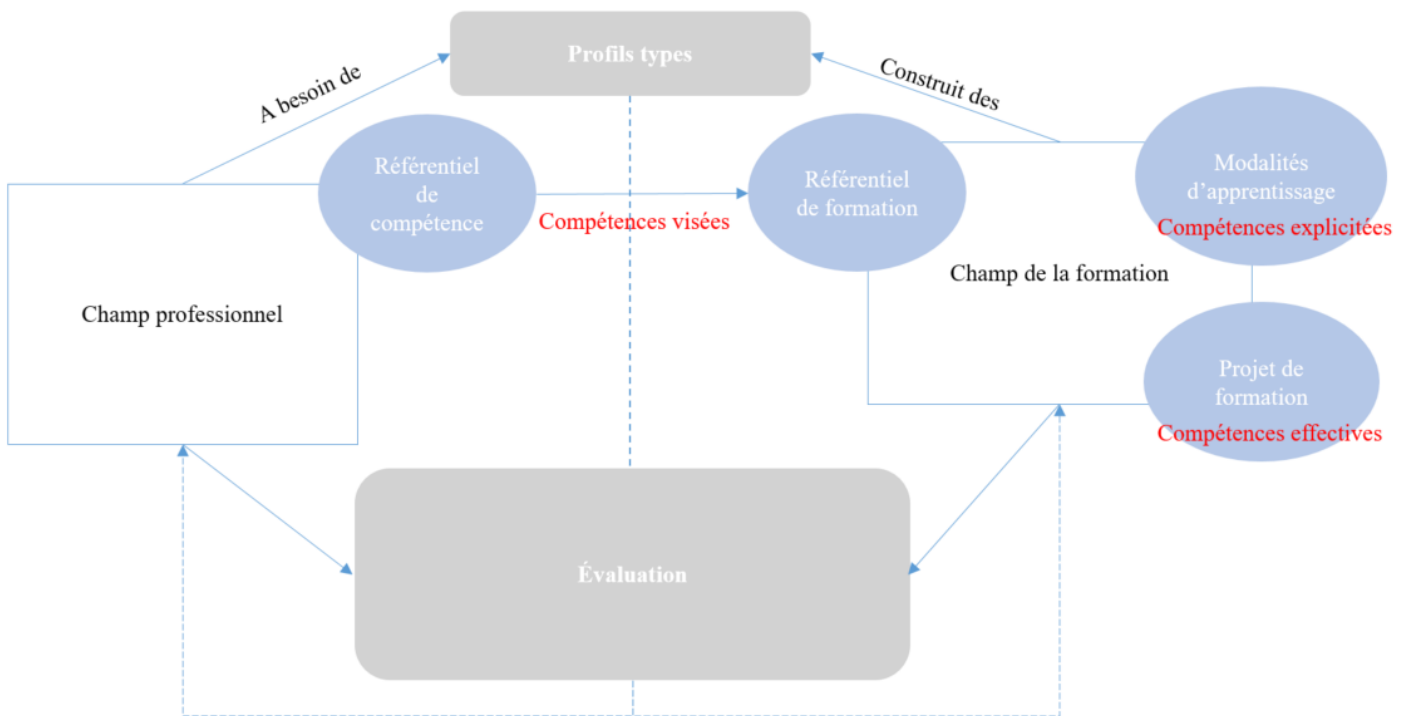 Profils types
A besoin de
Construit des
Référentiel
de
compétence
Compétences visées
Référentiel
de formation
Modalités
d’apprentissage
Compétences explicitées
Champ professionnel
Champ de la formation
Projet de
formation
Compétences effectives
Évaluation